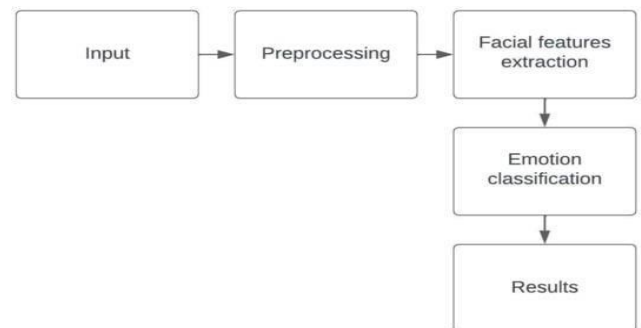 Input
Preprocessing
Facial features
extraction
Emotion
classification
Results